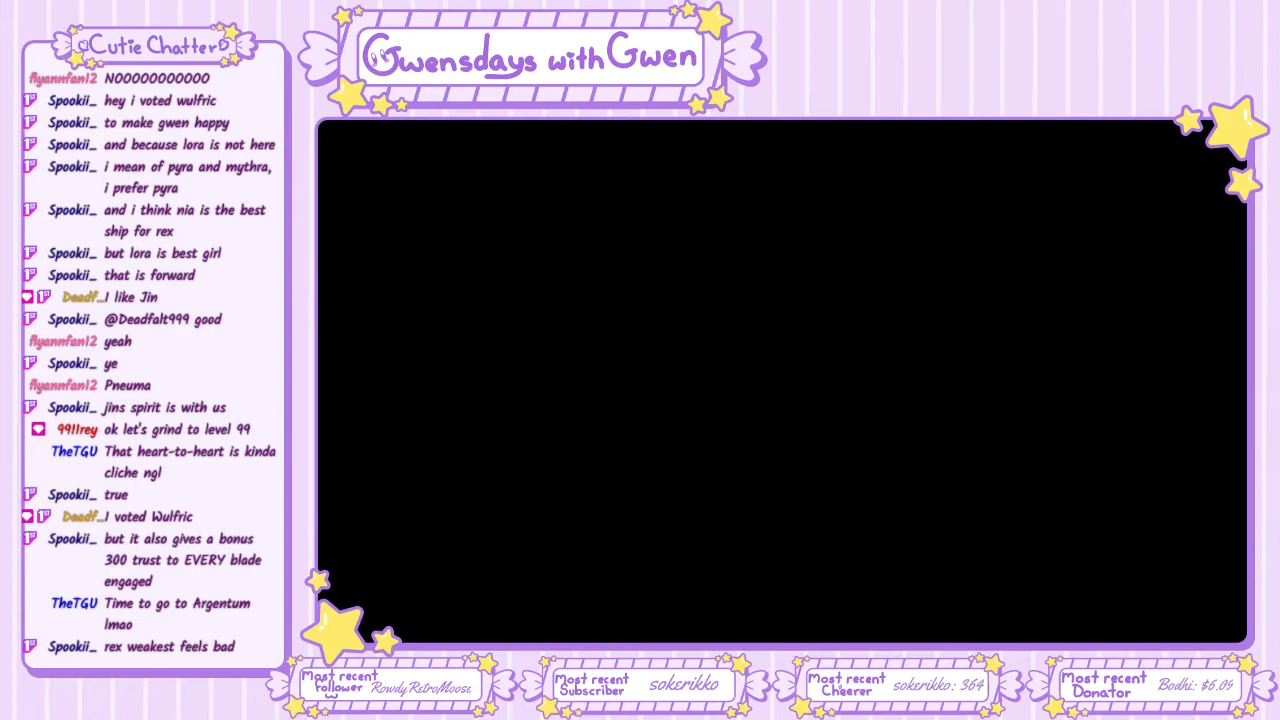 Cutie Chatter
Gwensdays with Gwen
flyannfan12 NOOOOOOOOOOO
Spookii_ hey i voted wulfric
Spookii_ to make gwen happy
Spookii_ and because lora is not here
Spookii_ i mean of pyra and mythra,
i prefer pyra
Spookii_ and i think nia is the best
ship for rex
Spookii_ but lora is best girl
Spookii_ that is forward
Deadf... I like Jin
Spookii_ @Deadfalt999 good
flyannfan12 yeah
Spookii_ ye
flyannfan12 Pneuma
Spookii_ jins spirit is with us
9911rey ok let's grind to level 99
TheTGU That heart-to-heart is kinda
cliche ngl
Spookii_ true
Deadf... I voted Wulfric
Spookii_ but it also gives a bonus
300 trust to EVERY blade
engaged
TheTGU Time to go to Argentum
lmao
Spookii_ rex weakest feels bad
Most recent follower RowdyRetroMoose
Most recent Subscriber sokerikko
Most recent Cheerer sokerikko: 364
Most recent Donator Bodhi: $6.09